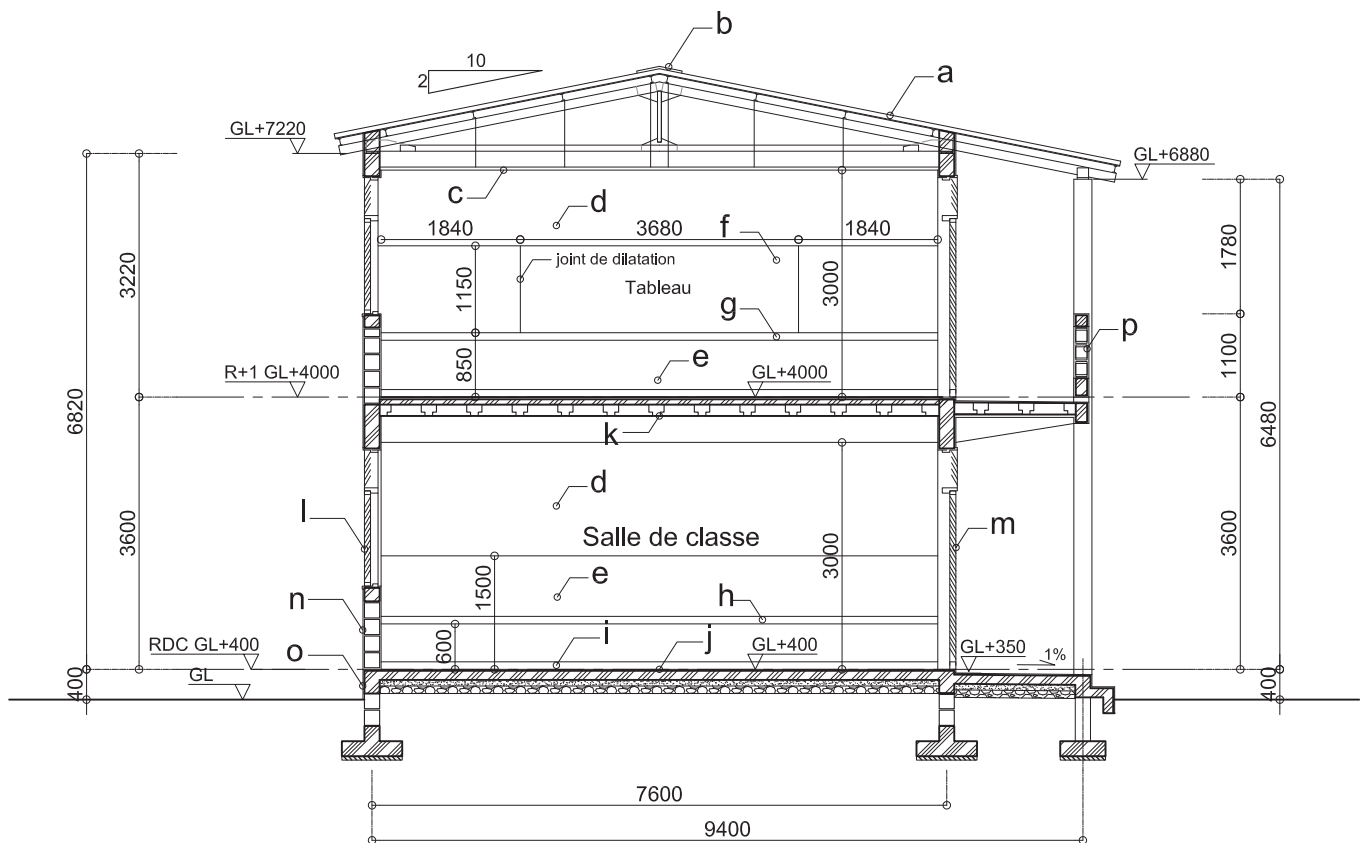 b
10
2
a
GL+7220
GL+6880
c
d
1840
3680
1840
f
joint de dilatation
Tableau
1150
3000
1780
3220
g
p
850
e
1100
R+1 GL+4000
GL+4000
6820
6480
k
d
l
Salle de classe
m
3600
3000
3600
1500
e
n
h
600
RDC GL+400
i
j
GL+400
GL+350
1%
o
GL
400
400
7600
9400